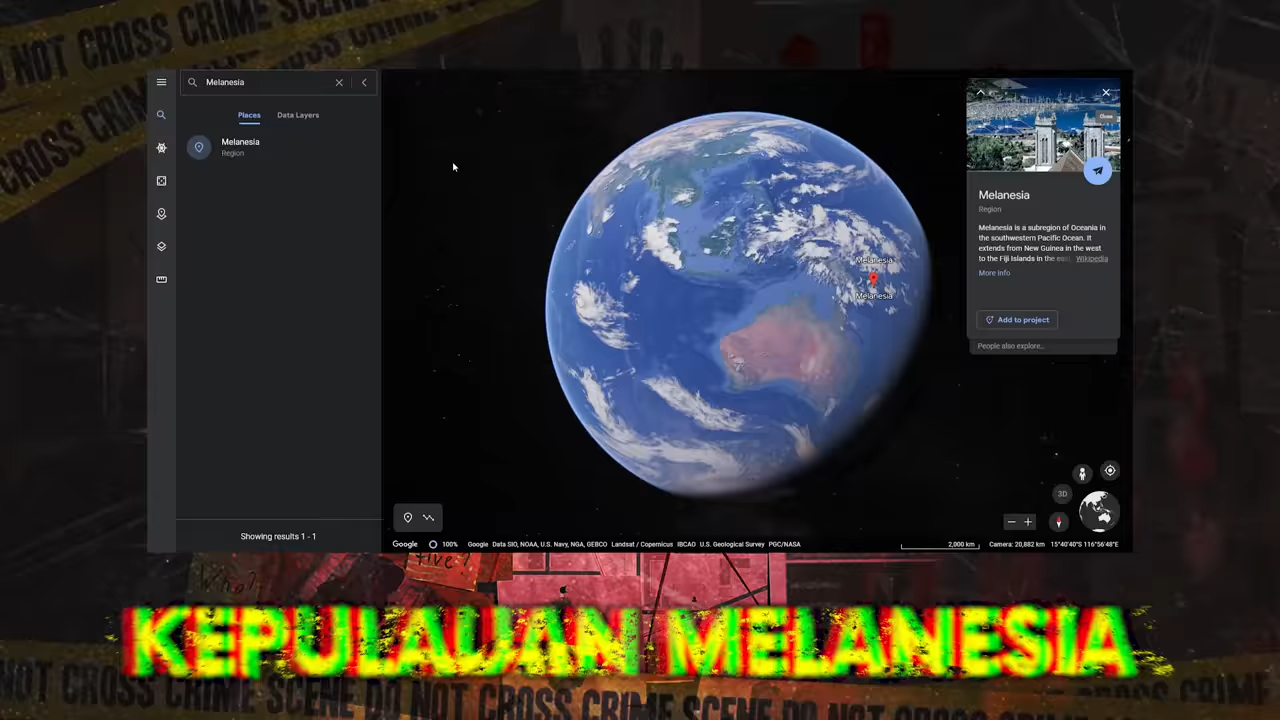 NOT CROSS CRIME SCENE
CROSS CRIM
Melanesia
Places
Data Layers
Melanesia
Region
Showing results 1 - 1
Melanesia
Melanesia
Close
Melanesia
Region
Melanesia is a subregion of Oceania in
the southwestern Pacific Ocean. It
extends from New Guinea in the west
to the Fiji Islands in the east. Wikipedia
More info
Add to project
People also explore...
3D
Google
100%
Google Data SIO, NOAA, U.S. Navy, NGA, GEBCO Landsat / Copernicus IBCAO U.S. Geological Survey PGC/NASA
2,000 km
Camera: 20,882 km 15°40'40"S 116°56'48"E
Who?
KEPULAUAN MELANESIA
NOT CROSS CRIME SCENE DO NOT CROSS CRIME SCENE DO NOT CROSS CRIME